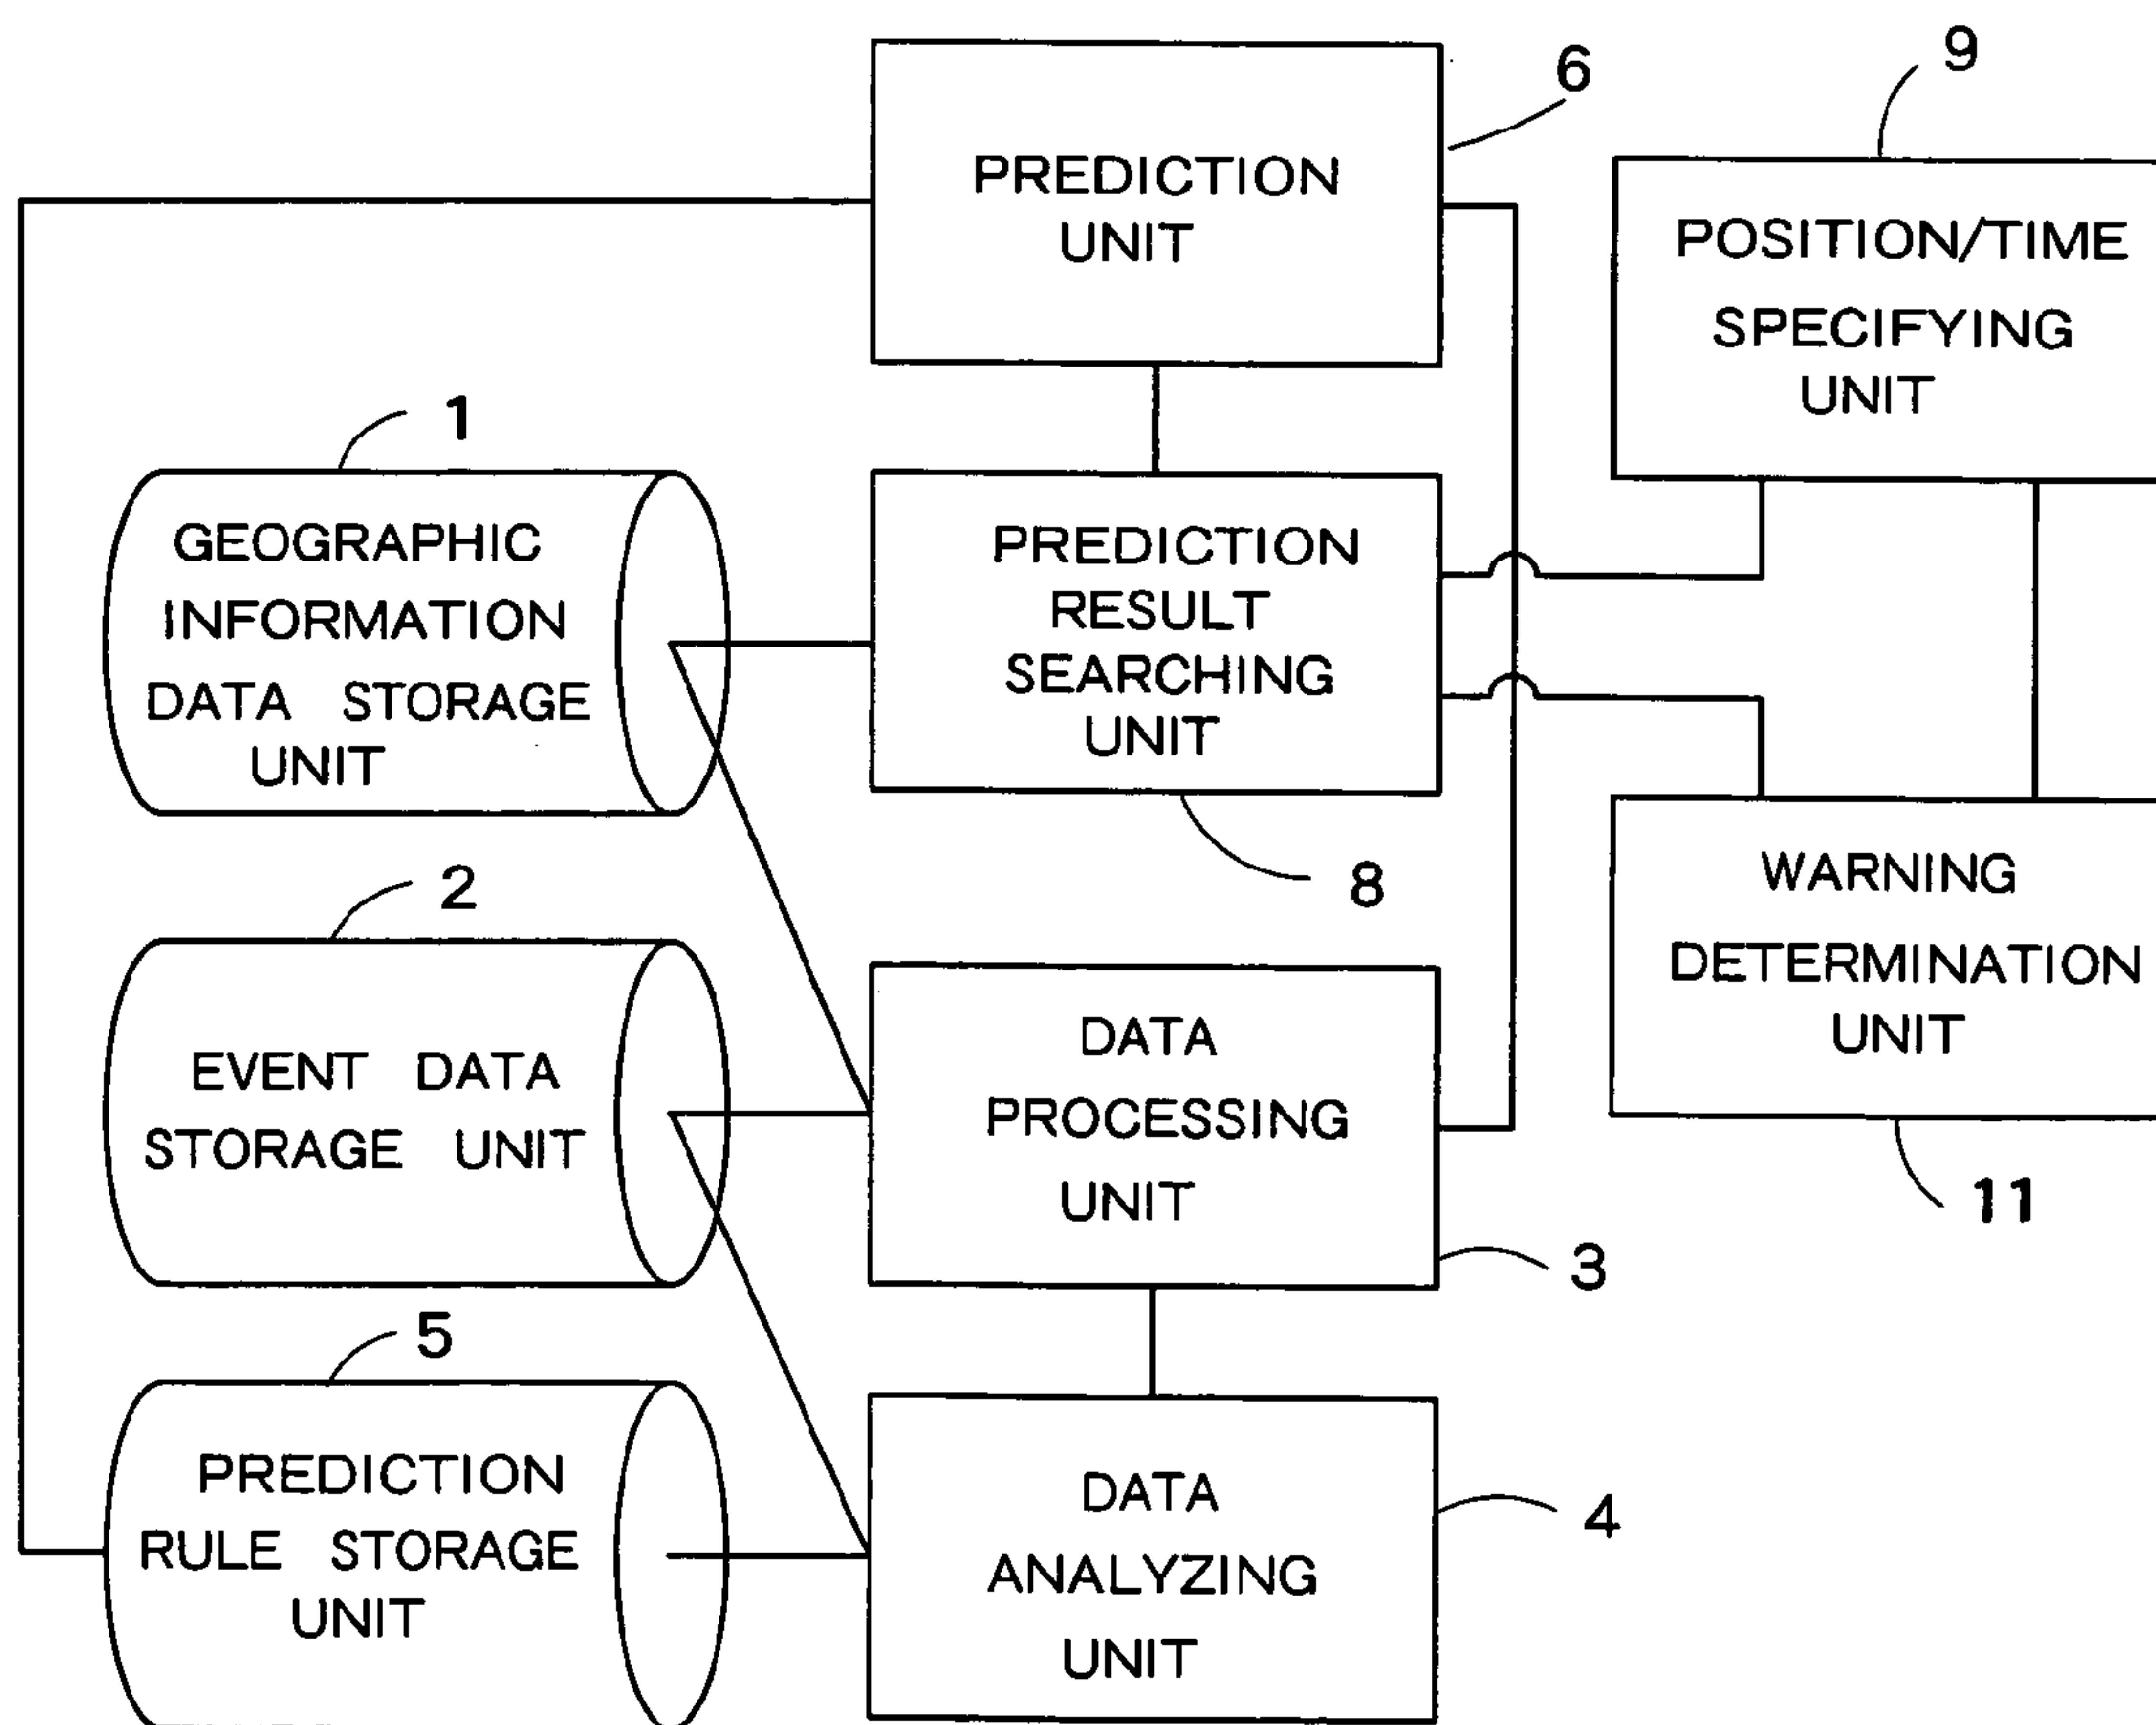 6
PREDICTION
UNIT
9
POSITION/TIME
SPECIFYING
UNIT
1
GEOGRAPHIC
INFORMATION
DATA STORAGE
UNIT
PREDICTION
RESULT
SEARCHING
UNIT
8
WARNING
DETERMINATION
UNIT
11
2
EVENT DATA
STORAGE UNIT
DATA
PROCESSING
UNIT
3
5
PREDICTION
RULE STORAGE
UNIT
DATA
ANALYZING
UNIT
4